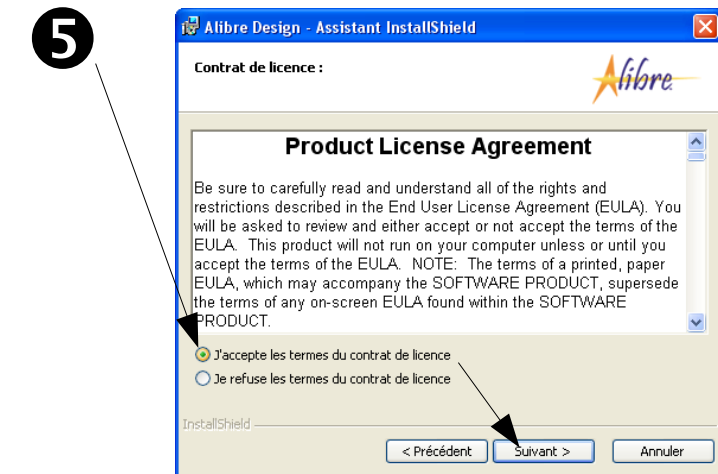 5
Alibre Design - Assistant InstallShield
Contrat de licence :
Alibre
Product License Agreement
Be sure to carefully read and understand all of the rights and
restrictions described in the End User License Agreement (EULA). You
will be asked to review and either accept or not accept the terms of the
EULA. This product will not run on your computer unless or until you
accept the terms of the EULA. NOTE: The terms of a printed, paper
EULA, which may accompany the SOFTWARE PRODUCT, supersede
the terms of any on-screen EULA found within the SOFTWARE
PRODUCT.
J'accepte les termes du contrat de licence
Je refuse les termes du contrat de licence
InstallShield
< Précédent Suivant > Annuler